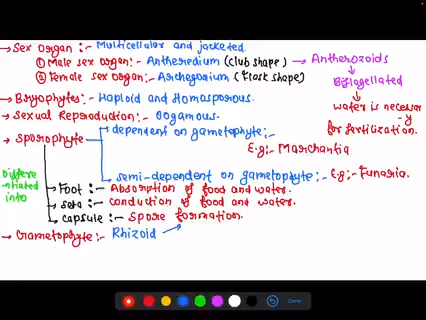 → Sex organ :- Multicellular and jacketed.
① Male sex organ:- Antheredium (club shape) → Antherozoids
② Female sex organ:- Archegonium (Flask shape)
Biflagellated
→ Bryophytes:- Haploid and Homosporous.
water is necessary
→ Sexual Reproduction:- Oogamous.
for fertilization.
→ Sporophyte
dependent on gametophyte:-
E.g:- Marchantia
semi-dependent on gametophyte:- E.g:- Funaria.
Differentiated into
Foot :- Absorption of food and water.
seta :- conduction of food and water.
capsule :- Spore formation.
→ Gametophyte:- Rhizoid
Done